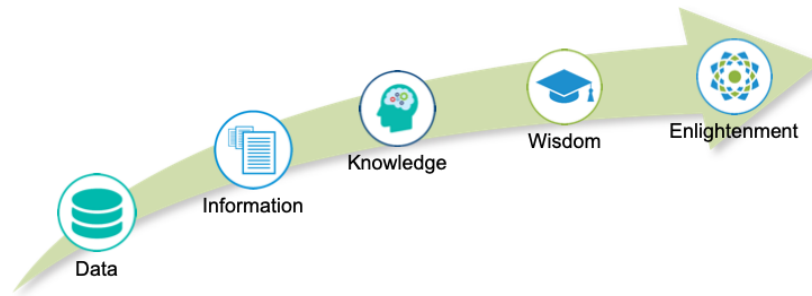 Data
Information
Knowledge
Wisdom
Enlightenment